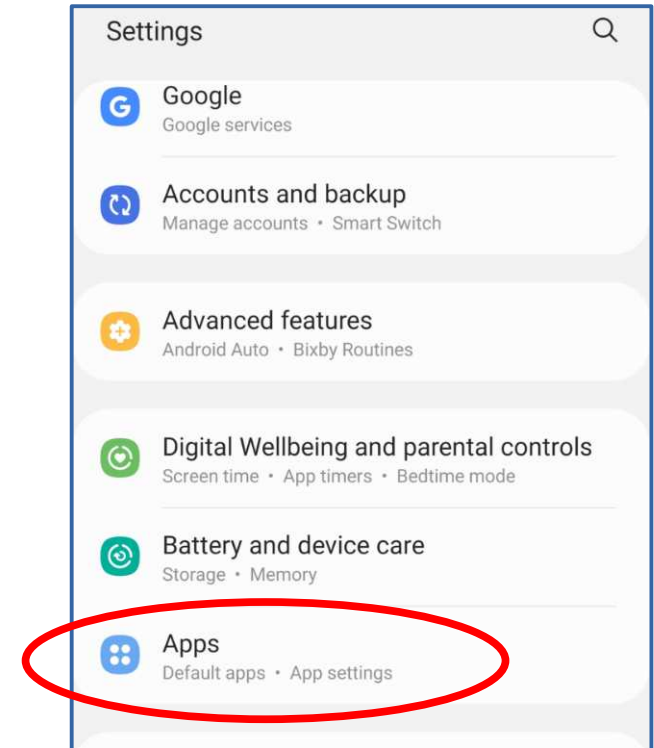 Settings
Google
Google services
Accounts and backup
Manage accounts • Smart Switch
Advanced features
Android Auto • Bixby Routines
Digital Wellbeing and parental controls
Screen time • App timers • Bedtime mode
Battery and device care
Storage • Memory
Apps
Default apps • App settings